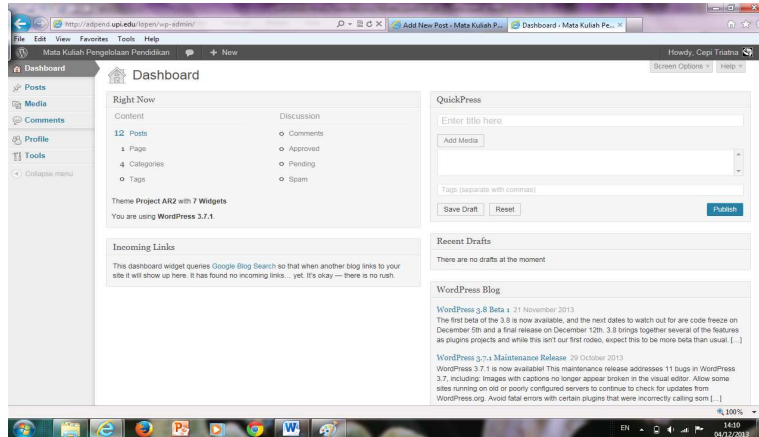 http://adpend.upi.edu/lopen/wp-admin/
Add New Post ‹ Mata Kuliah P...
Dashboard ‹ Mata Kuliah Pe...
File Edit View Favorites Tools Help
Mata Kuliah Pengelolaan Pendidikan + New
Howdy, Cepi Triatna
Dashboard
Posts
Media
Comments
Profile
Tools
Collapse menu
Screen Options Help
Dashboard
Right Now
Content Discussion
12 Posts 0 Comments
1 Page 0 Approved
4 Categories 0 Pending
0 Tags 0 Spam
Theme Project AR2 with 7 Widgets
You are using WordPress 3.7.1.
Incoming Links
This dashboard widget queries Google Blog Search so that when another blog links to your
site it will show up here. It has found no incoming links… yet. It's okay — there is no rush.
QuickPress
Enter title here
Add Media
Tags (separate with commas)
Save Draft Reset Publish
Recent Drafts
There are no drafts at the moment
WordPress Blog
WordPress 3.8 Beta 1 21 November 2013
The first beta of the 3.8 is now available, and the next dates to watch out for are code freeze on
December 5th and a final release on December 12th. 3.8 brings together several of the features
as plugins projects and while this isn't our first rodeo, expect this to be more beta than usual. […]
WordPress 3.7.1 Maintenance Release 29 October 2013
WordPress 3.7.1 is now available! This maintenance release addresses 11 bugs in WordPress
3.7, including: Images with captions no longer appear broken in the visual editor. Allow some
sites running on old or poorly configured servers to continue to check for updates from
WordPress.org. Avoid fatal errors with certain plugins that were incorrectly calling som […]
100%
EN
14:10
04/12/2013